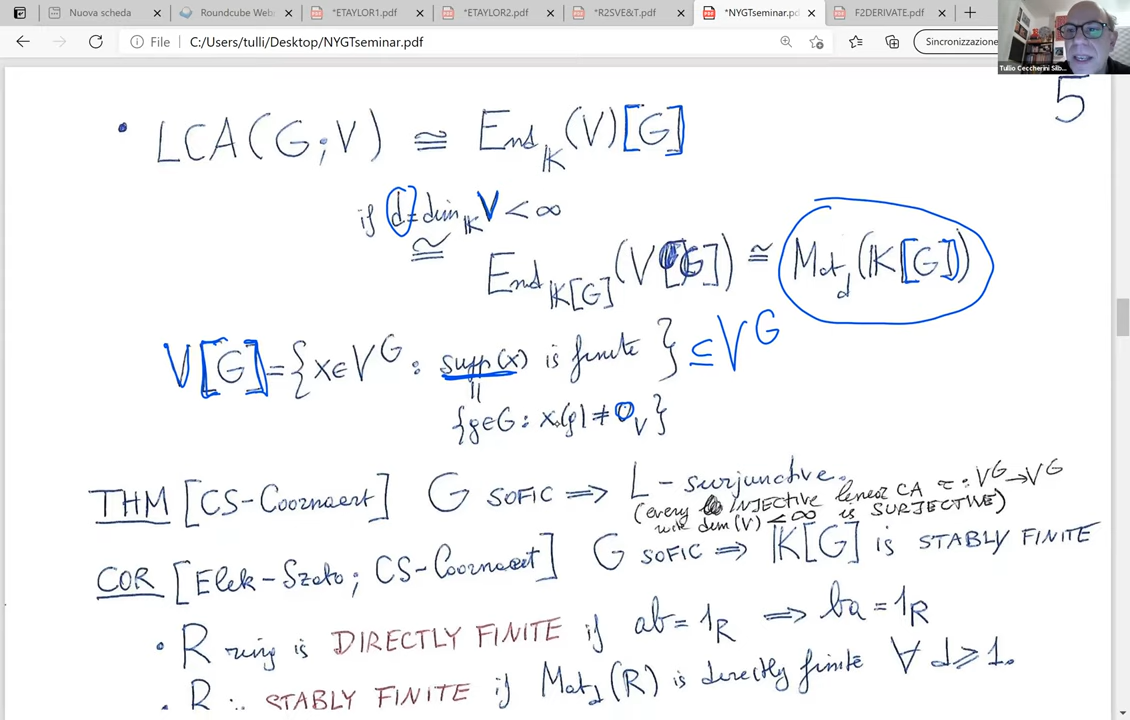 Nuova scheda
Roundcube Web
*ETAYLOR1.pdf
*ETAYLOR2.pdf
*R2SVE&T.pdf
*NYGTseminar.pd
F2DERIVATE.pdf
File C:/Users/tulli/Desktop/NYGTseminar.pdf
Sincronizzazione
Tullio Ceccherini Silb...
5
• LCA(G;V) ≅ End_K(V)[G]
if d=dim_K V < ∞
≅ End_K[G](V[G]) ≅ Mat_d(K[G])
V[G]={x∈V^G : supp(x) is finite} ⊆ V^G
||
{g∈G: x(g)≠0_V}
THM [CS-Coornaert] G SOFIC ⟹ L-surjunctive.
(every INJECTIVE linear CA τ: V^G→V^G
with dim(V) < ∞ is SURJECTIVE)
COR [Elek-Szabo; CS-Coornaert] G SOFIC ⟹ K[G] is STABLY FINITE
• R ring is DIRECTLY FINITE if ab=1_R ⟹ ba=1_R
• R STABLY FINITE if Mat_d(R) is directly finite ∀ d≥1.